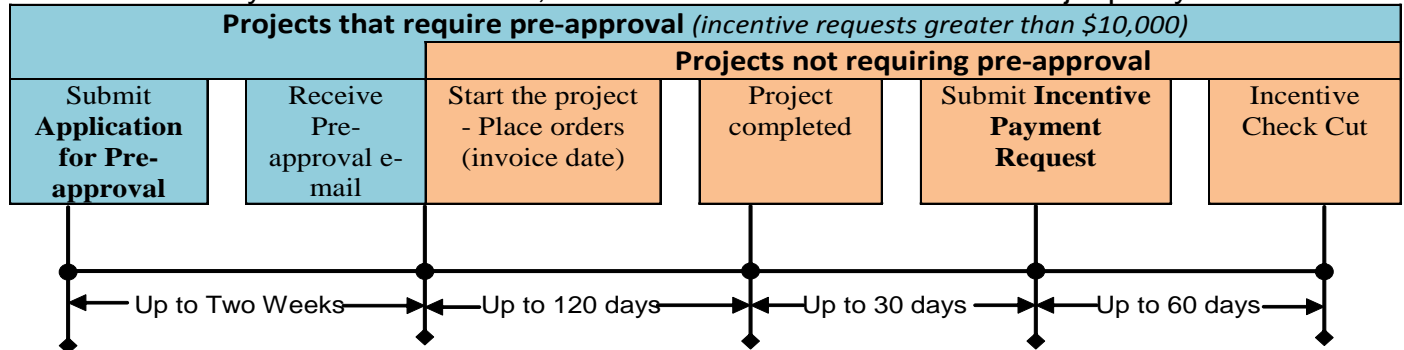 Projects that require pre-approval (incentive requests greater than $10,000)
Projects not requiring pre-approval
Submit
Application
for Pre-
approval
Receive
Pre-
approval e-
mail
Start the project
- Place orders
(invoice date)
Project
completed
Submit Incentive
Payment
Request
Incentive
Check Cut
Up to Two Weeks
Up to 120 days
Up to 30 days
Up to 60 days